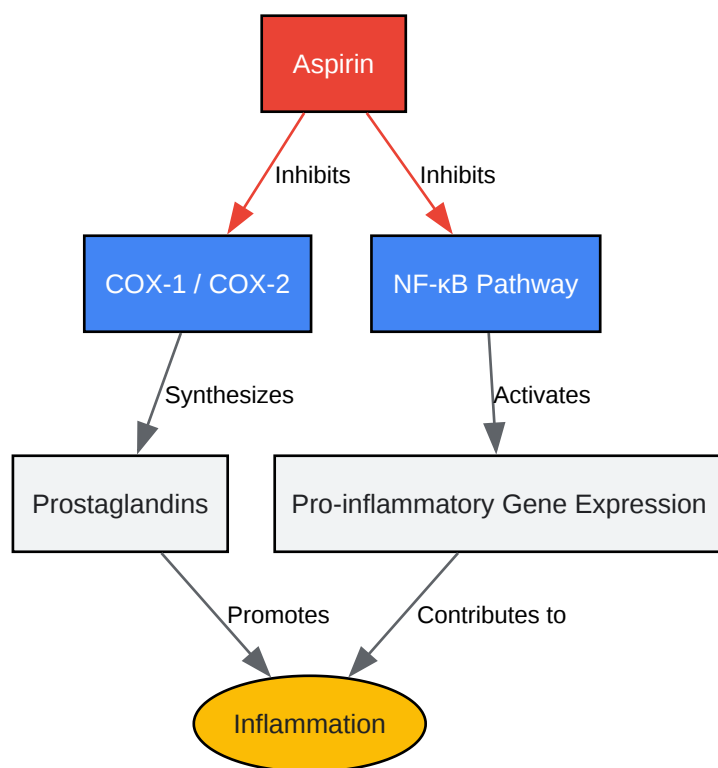 Aspirin
Inhibits
Inhibits
COX-1 / COX-2
NF-κB Pathway
Synthesizes
Activates
Prostaglandins
Pro-inflammatory Gene Expression
Promotes
Contributes to
Inflammation